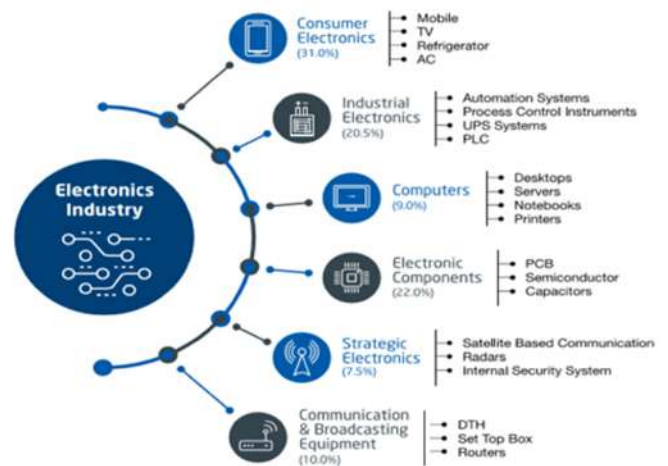 Electronics
Industry
Consumer
Electronics
(31.0%)
Mobile
TV
Refrigerator
AC
Industrial
Electronics
(20.5%)
Automation Systems
Process Control Instruments
UPS Systems
PLC
Computers
(9.0%)
Desktops
Servers
Notebooks
Printers
Electronic
Components
(22.0%)
PCB
Semiconductor
Capacitors
Strategic
Electronics
(7.5%)
Satellite Based Communication
Radars
Internal Security System
Communication
& Broadcasting
Equipment
(10.0%)
DTH
Set Top Box
Routers